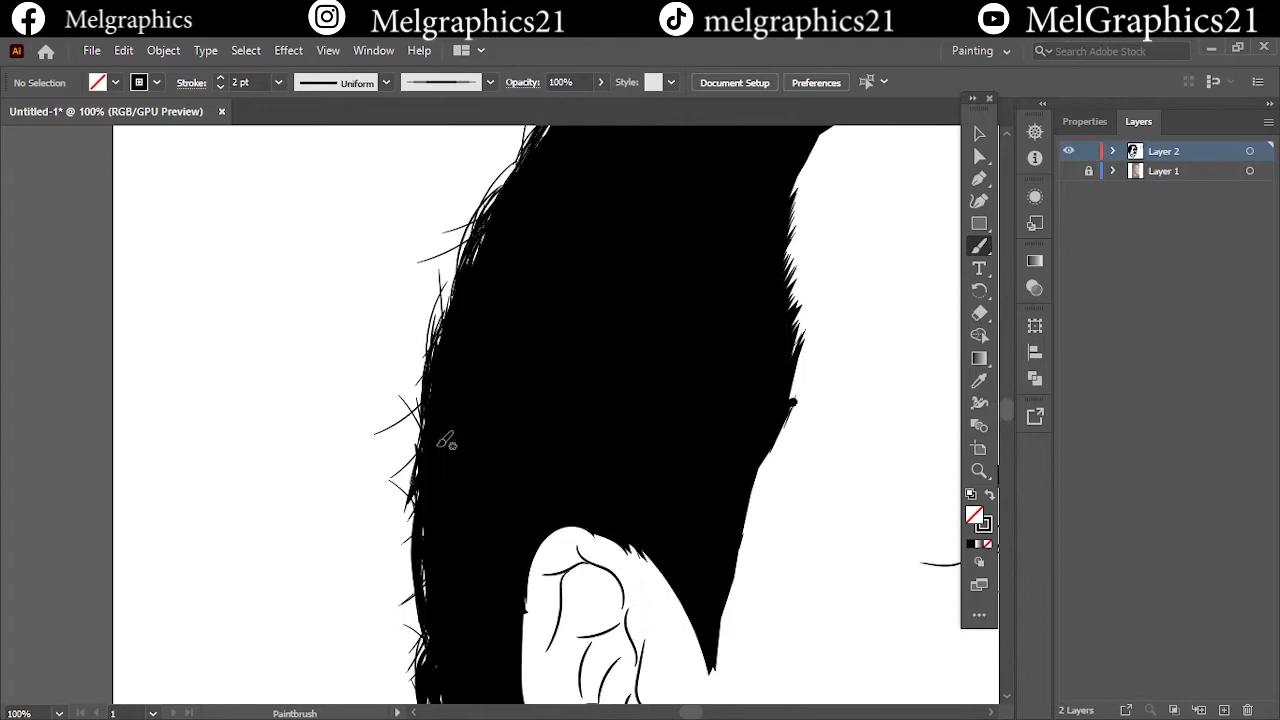 Melgraphics Melgraphics21 melgraphics21 MelGraphics21
Ai File Edit Object Type Select Effect View Window Help Painting Search Adobe Stock
No Selection Stroke: 2 pt Uniform Opacity: 100% Style: Document Setup Preferences
Untitled-1* @ 100% (RGB/GPU Preview) Properties Layers
Layer 2
Layer 1
100% 1 Paintbrush 2 Layers